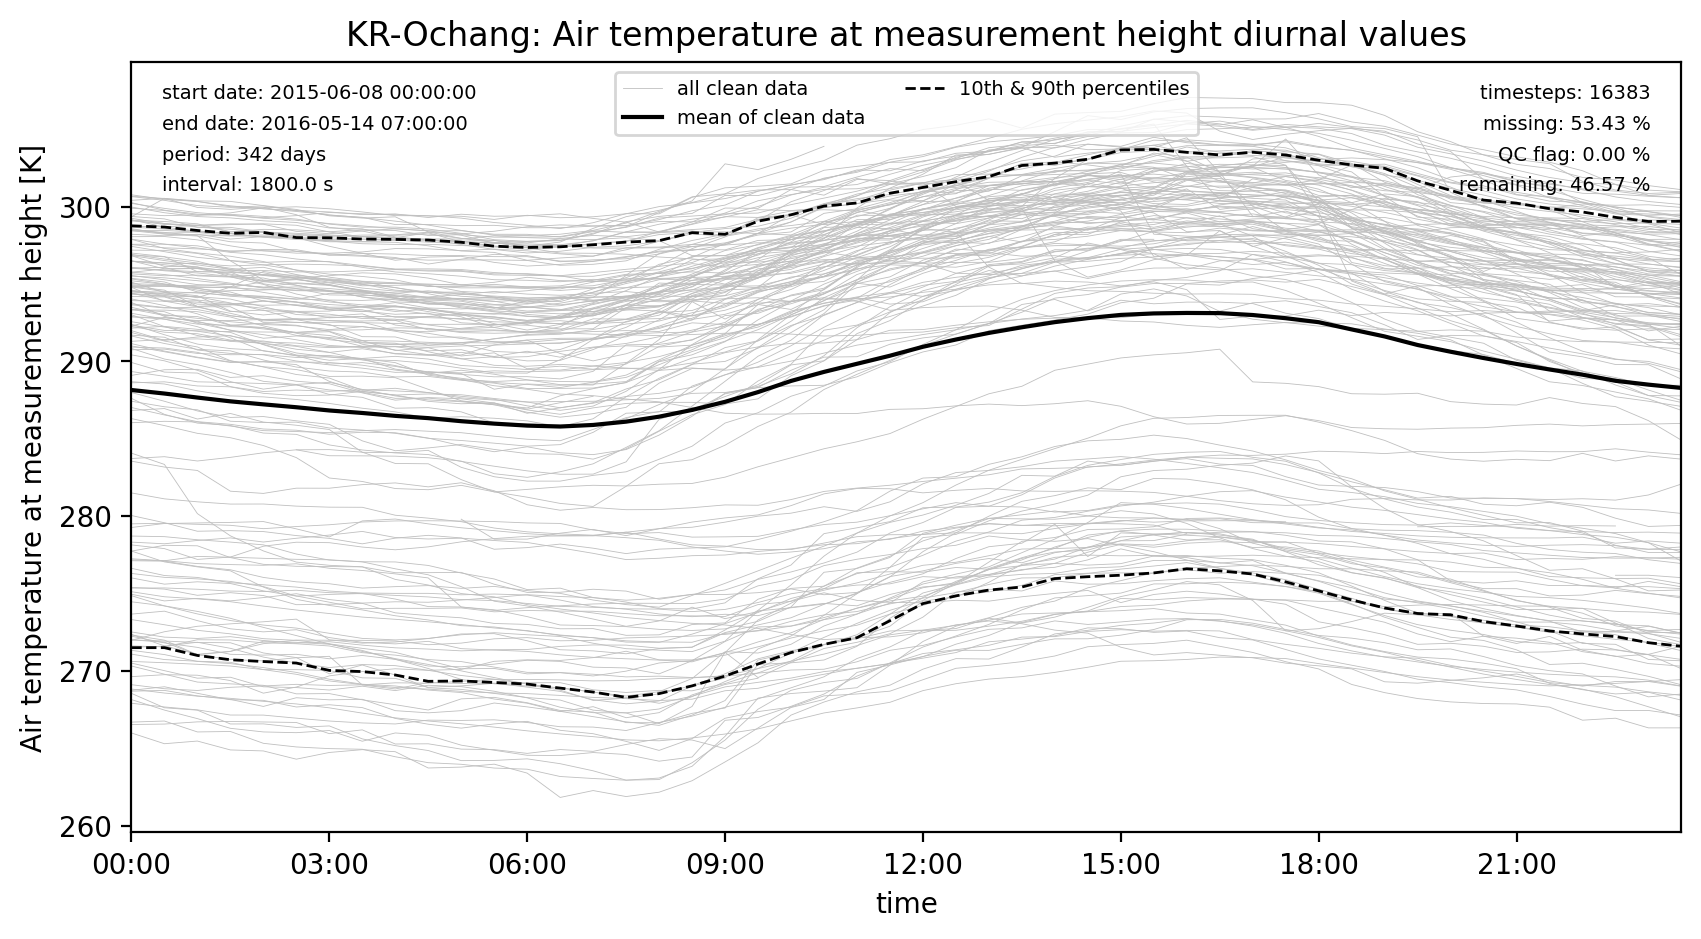 KR-Ochang: Air temperature at measurement height diurnal values
start date: 2015-06-08 00:00:00
end date: 2016-05-14 07:00:00
period: 342 days
interval: 1800.0 s
all clean data
mean of clean data
10th & 90th percentiles
timesteps: 16383
missing: 53.43 %
QC flag: 0.00 %
remaining: 46.57 %
Air temperature at measurement height [K]
300
290
280
270
260
00:00 03:00 06:00 09:00 12:00 15:00 18:00 21:00
time